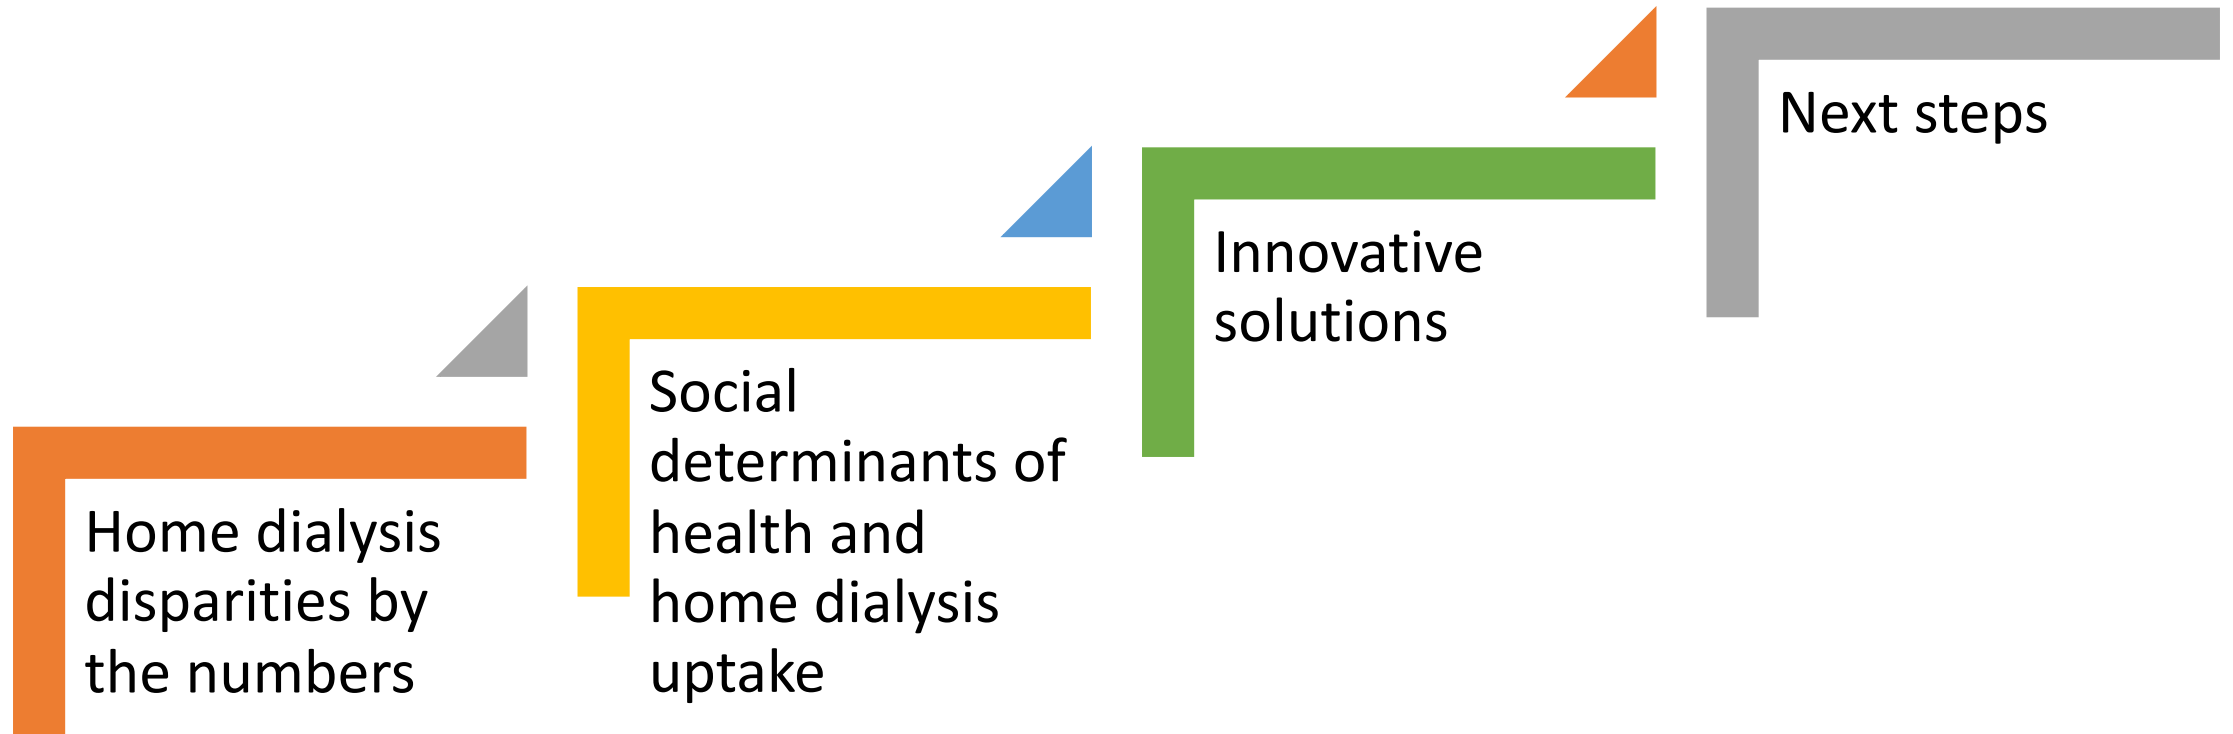 Home dialysis
disparities by
the numbers
Social
determinants of
health and
home dialysis
uptake
Innovative
solutions
Next steps